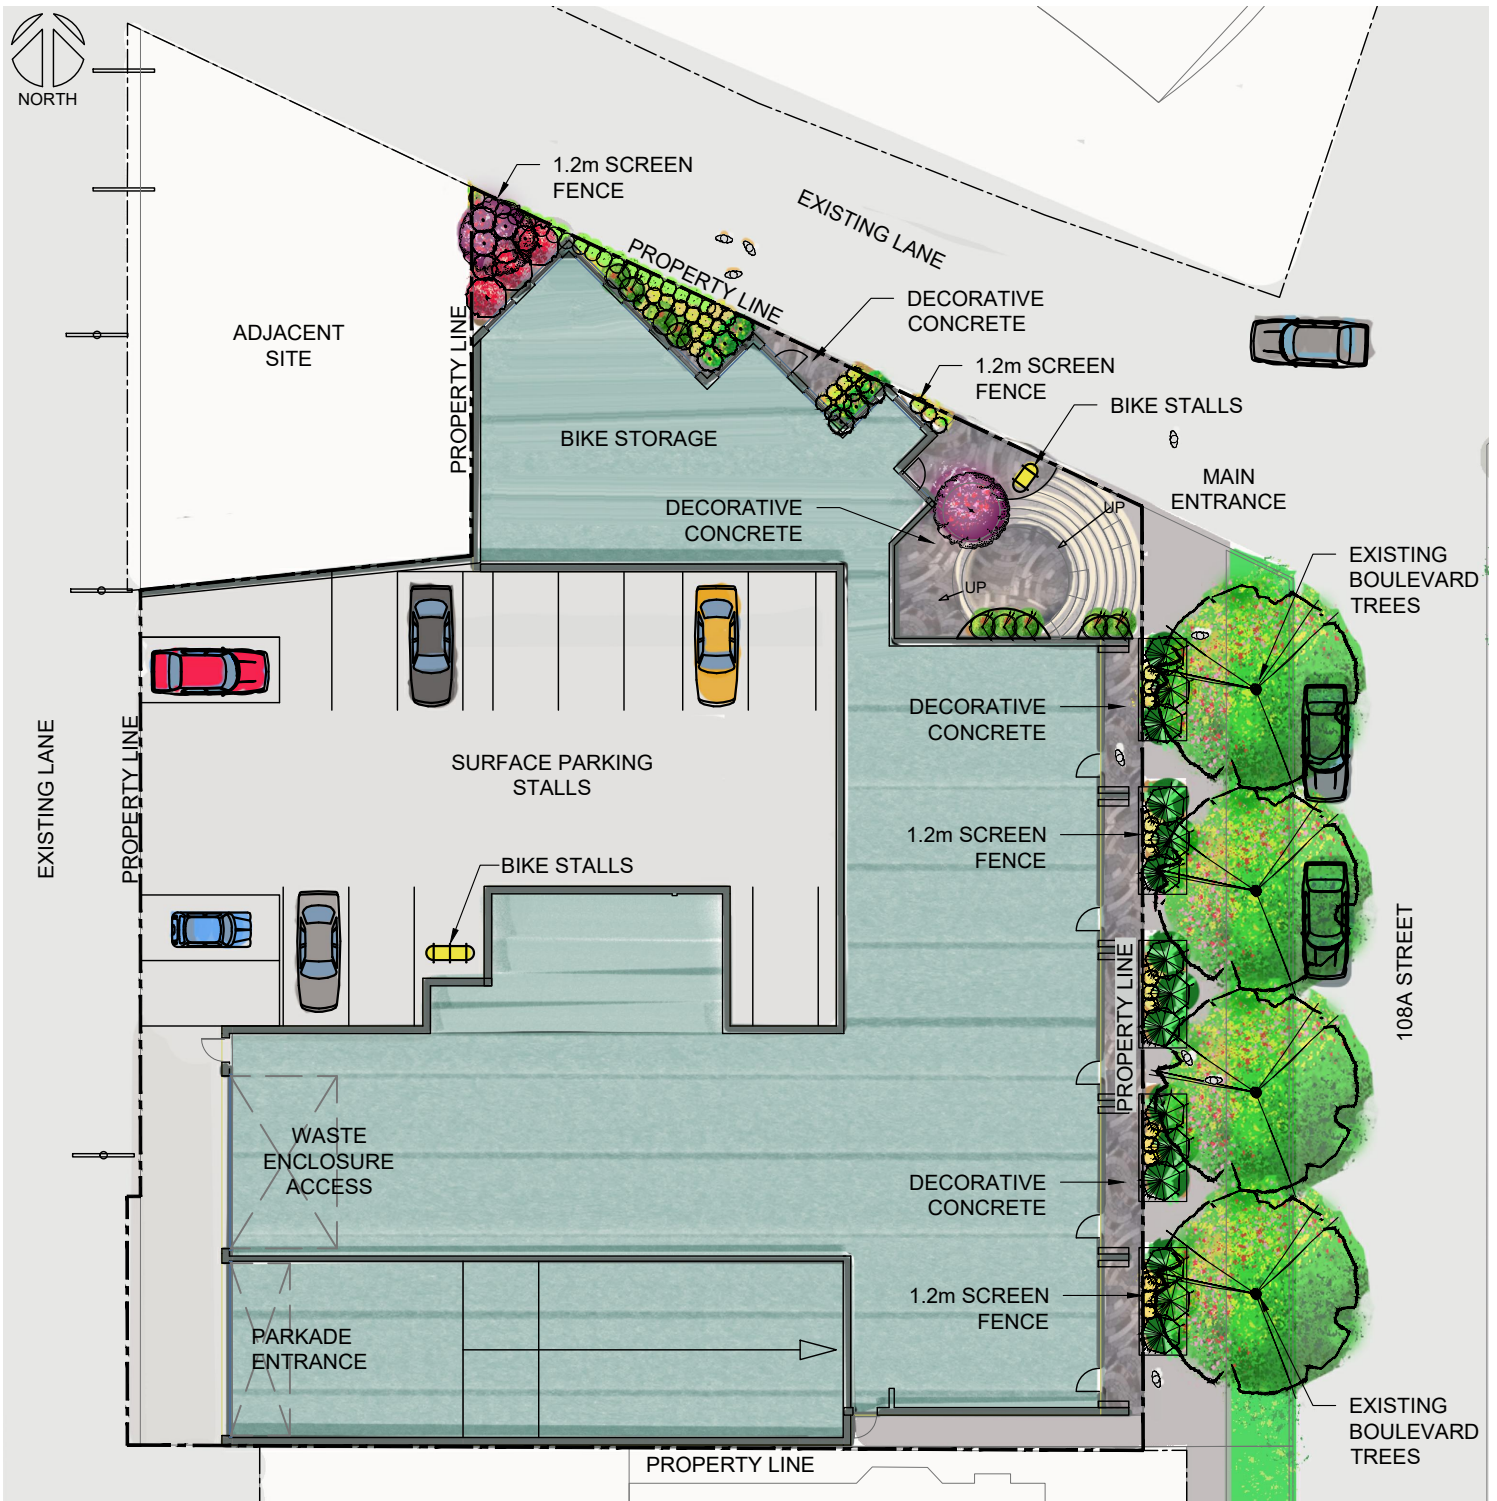 NORTH
1.2m SCREEN
FENCE
EXISTING LANE
PROPERTY LINE
DECORATIVE
CONCRETE
ADJACENT
SITE
PROPERTY LINE
1.2m SCREEN
FENCE
BIKE STALLS
BIKE STORAGE
MAIN
ENTRANCE
DECORATIVE
CONCRETE
UP
UP
EXISTING
BOULEVARD
TREES
DECORATIVE
CONCRETE
EXISTING LANE
PROPERTY LINE
SURFACE PARKING
STALLS
1.2m SCREEN
FENCE
BIKE STALLS
PROPERTY LINE
108A STREET
WASTE
ENCLOSURE
ACCESS
DECORATIVE
CONCRETE
1.2m SCREEN
FENCE
PARKADE
ENTRANCE
EXISTING
BOULEVARD
TREES
PROPERTY LINE